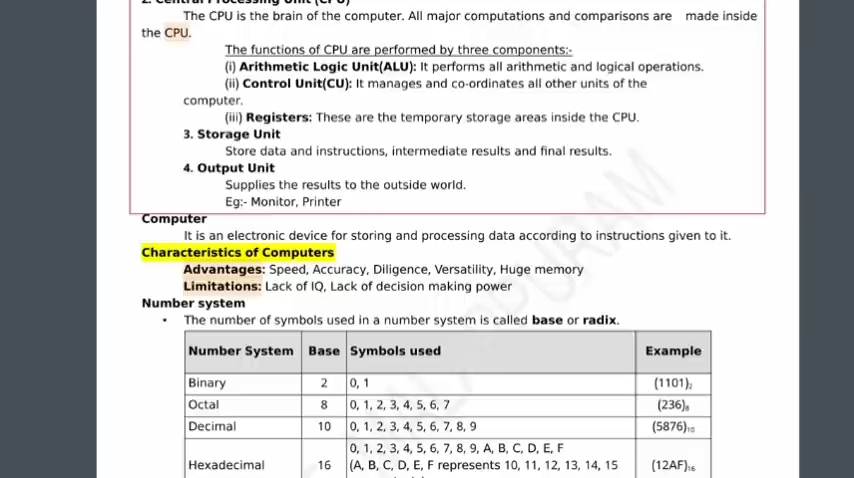 2. Central Processing Unit (CPU)
The CPU is the brain of the computer. All major computations and comparisons are made inside
the CPU.
The functions of CPU are performed by three components:-
(i) Arithmetic Logic Unit(ALU): It performs all arithmetic and logical operations.
(ii) Control Unit(CU): It manages and co-ordinates all other units of the
computer.
(iii) Registers: These are the temporary storage areas inside the CPU.
3. Storage Unit
Store data and instructions, intermediate results and final results.
4. Output Unit
Supplies the results to the outside world.
Eg:- Monitor, Printer
Computer
It is an electronic device for storing and processing data according to instructions given to it.
Characteristics of Computers
Advantages: Speed, Accuracy, Diligence, Versatility, Huge memory
Limitations: Lack of IQ, Lack of decision making power
Number system
• The number of symbols used in a number system is called base or radix.
Number System Base Symbols used Example
Binary 2 0, 1 (1101)₂
Octal 8 0, 1, 2, 3, 4, 5, 6, 7 (236)₈
Decimal 10 0, 1, 2, 3, 4, 5, 6, 7, 8, 9 (5876)₁₀
0, 1, 2, 3, 4, 5, 6, 7, 8, 9, A, B, C, D, E, F
Hexadecimal 16 (A, B, C, D, E, F represents 10, 11, 12, 13, 14, 15 (12AF)₁₆